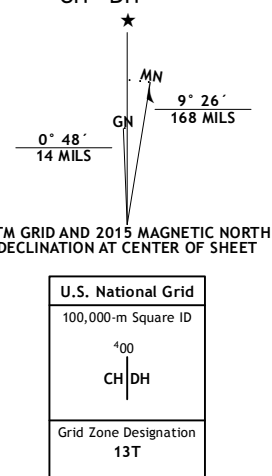 CH DH
MN
GN
9° 26´
168 MILS
0° 48´
14 MILS
TM GRID AND 2015 MAGNETIC NORTH
DECLINATION AT CENTER OF SHEET
U.S. National Grid
100,000-m Square ID
⁴00
CH DH
Grid Zone Designation
13T